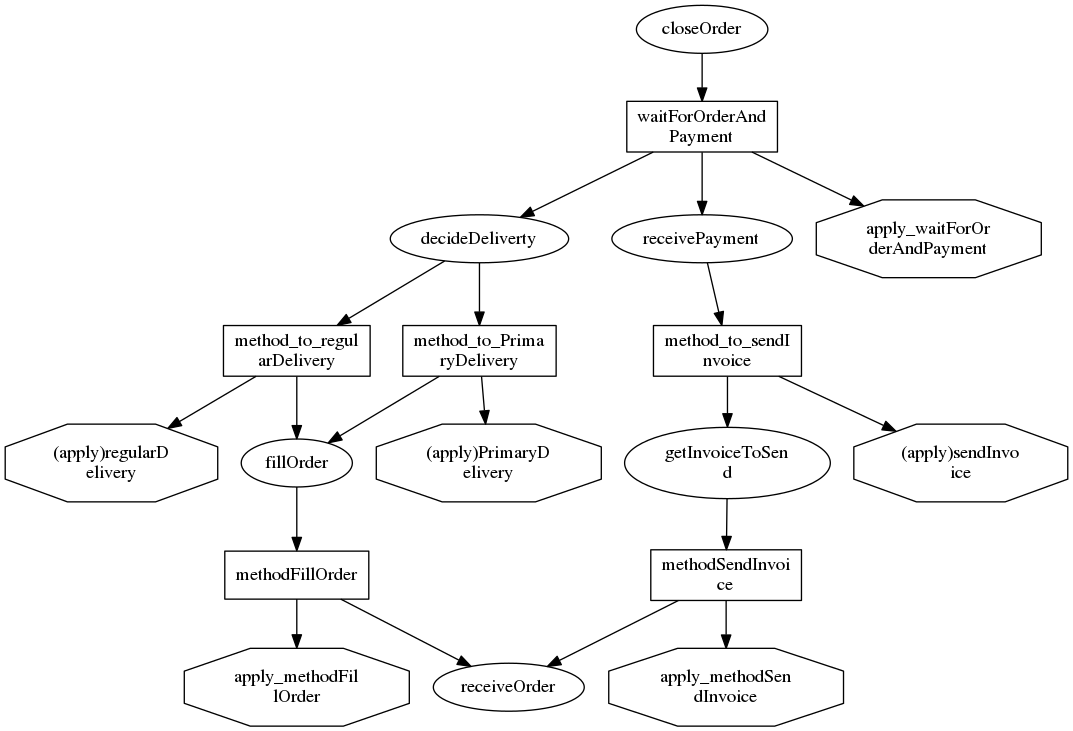 closeOrder
waitForOrderAnd
Payment
decideDeliverty
receivePayment
apply_waitForOr
derAndPayment
method_to_regul
arDelivery
method_to_Prima
ryDelivery
method_to_sendI
nvoice
(apply)regularD
elivery
fillOrder
(apply)PrimaryD
elivery
getInvoiceToSen
d
(apply)sendInvo
ice
methodFillOrder
methodSendInvoi
ce
apply_methodFil
lOrder
receiveOrder
apply_methodSen
dInvoice